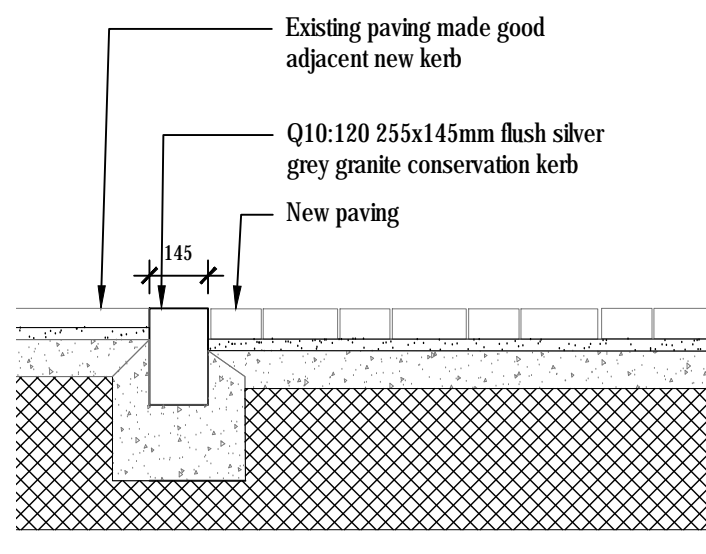 Existing paving made good
adjacent new kerb
Q10:120 255x145mm flush silver
grey granite conservation kerb
New paving
145